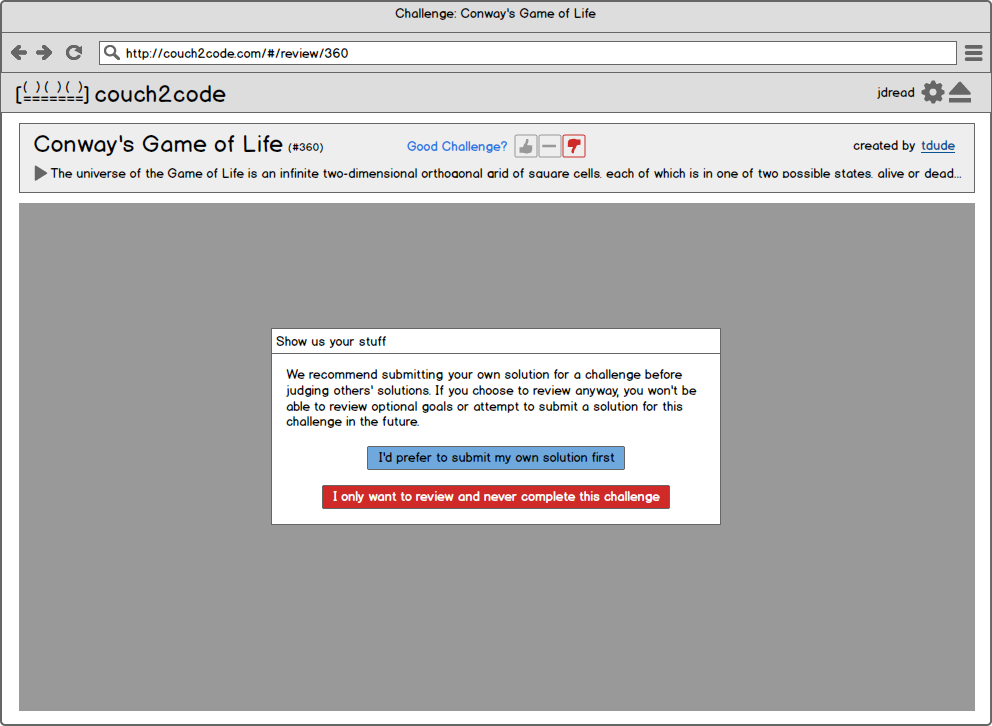 Challenge: Conway's Game of Life
http://couch2code.com/#/review/360
[( )( )( )
=======] couch2code
jdread
Conway's Game of Life (#360)
Good Challenge?
created by tdude
The universe of the Game of Life is an infinite two-dimensional orthogonal grid of square cells, each of which is in one of two possible states, alive or dead...
Show us your stuff
We recommend submitting your own solution for a challenge before
judging others' solutions. If you choose to review anyway, you won't be
able to review optional goals or attempt to submit a solution for this
challenge in the future.
I'd prefer to submit my own solution first
I only want to review and never complete this challenge